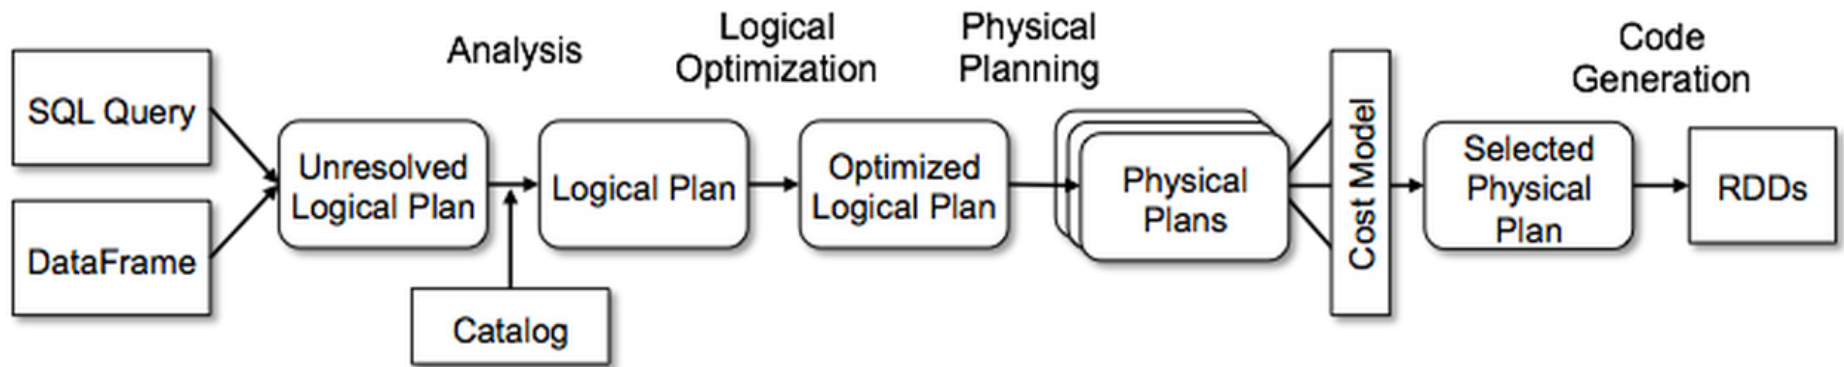 Analysis
Logical
Optimization
Physical
Planning
Code
Generation
SQL Query
DataFrame
Unresolved
Logical Plan
Catalog
Logical Plan
Optimized
Logical Plan
Physical
Plans
Cost Model
Selected
Physical
Plan
RDDs